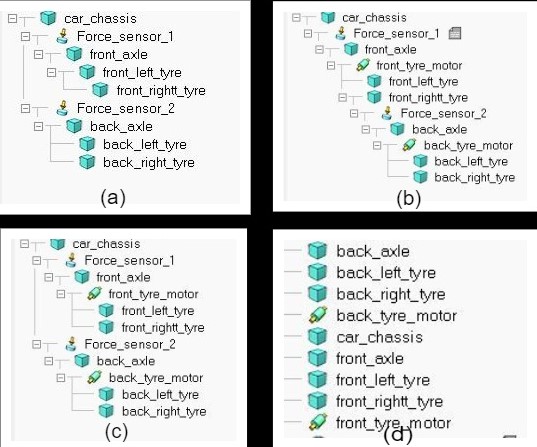 car_chassis
Force_sensor_1
front_axle
front_left_tyre
front_rightt_tyre
Force_sensor_2
back_axle
back_left_tyre
back_right_tyre
(a)
car_chassis
Force_sensor_1
front_axle
front_tyre_motor
front_left_tyre
front_rightt_tyre
Force_sensor_2
back_axle
back_tyre_motor
back_left_tyre
back_right_tyre
(b)
car_chassis
Force_sensor_1
front_axle
front_tyre_motor
front_left_tyre
front_rightt_tyre
Force_sensor_2
back_axle
back_tyre_motor
back_left_tyre
back_right_tyre
(c)
back_axle
back_left_tyre
back_right_tyre
back_tyre_motor
car_chassis
front_axle
front_left_tyre
front_rightt_tyre
front_tyre_motor
(d)